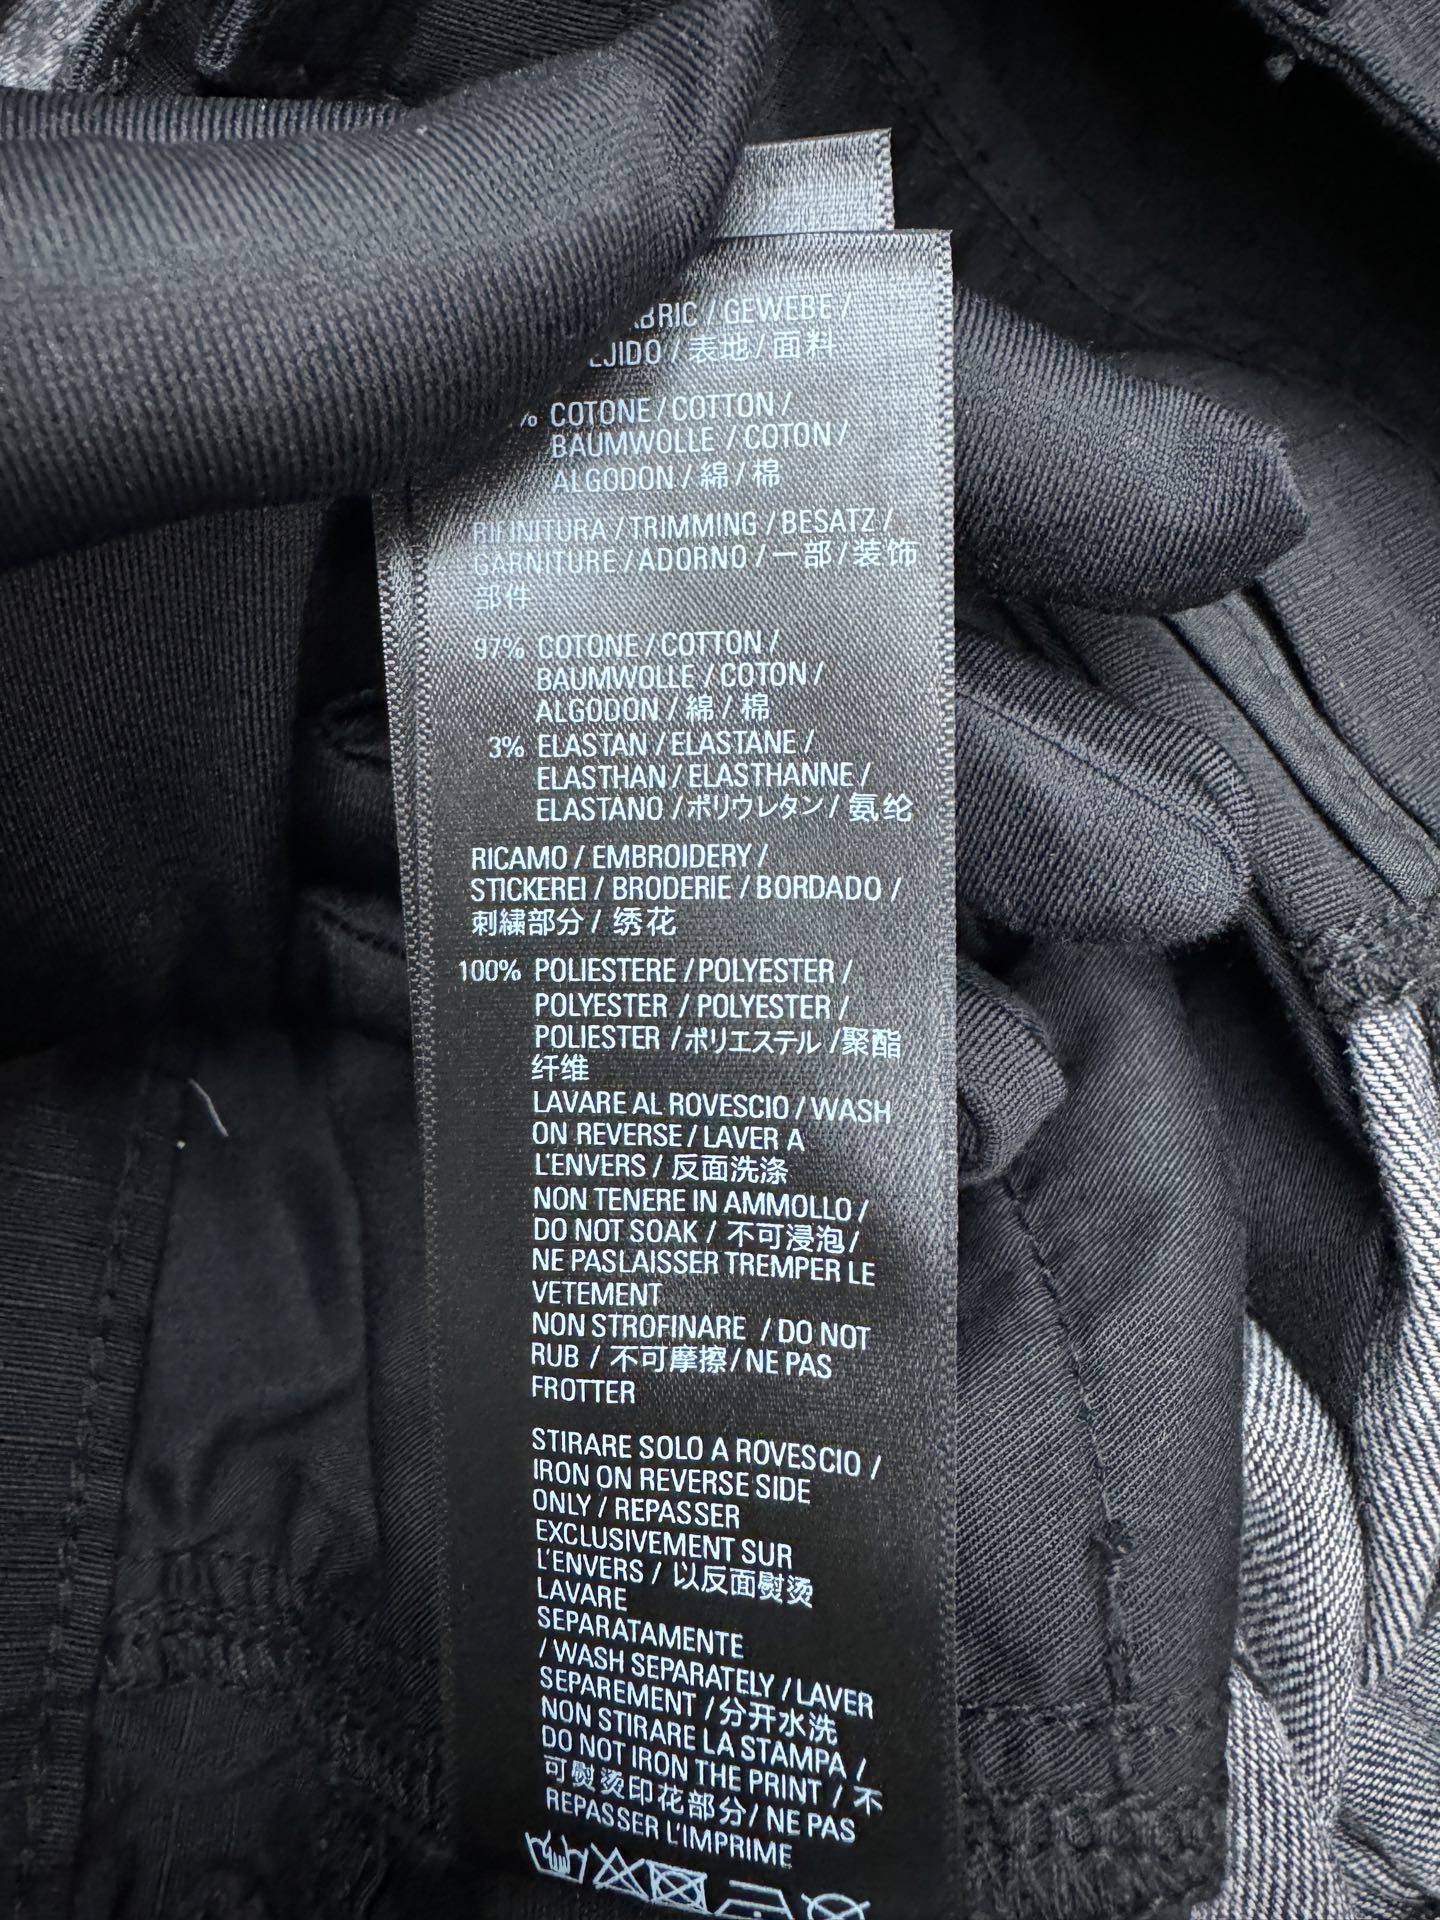 / GEWEBE /
/ 表地 / 面料
% COTONE / COTTON /
BAUMWOLLE / COTON /
ALGODON / 綿 / 棉
RIFINITURA / TRIMMING / BESATZ /
GARNITURE / ADORNO / 一部 / 装饰
部件
97% COTONE / COTTON /
BAUMWOLLE / COTON /
ALGODON / 綿 / 棉
3% ELASTAN / ELASTANE /
ELASTHAN / ELASTHANNE /
ELASTANO / ポリウレタン / 氨纶
RICAMO / EMBROIDERY /
STICKEREI / BRODERIE / BORDADO /
刺繍部分 / 绣花
100% POLIESTERE / POLYESTER /
POLYESTER / POLYESTER /
POLIESTER / ポリエステル / 聚酯
纤维
LAVARE AL ROVESCIO / WASH
ON REVERSE / LAVER A
L'ENVERS / 反面洗涤
NON TENERE IN AMMOLLO /
DO NOT SOAK / 不可浸泡 /
NE PAS LAISSER TREMPER LE
VETEMENT
NON STROFINARE / DO NOT
RUB / 不可摩擦 / NE PAS
FROTTER
STIRARE SOLO A ROVESCIO /
IRON ON REVERSE SIDE
ONLY / REPASSER
EXCLUSIVEMENT SUR
L'ENVERS / 以反面熨烫
LAVARE
SEPARATAMENTE
/ WASH SEPARATELY / LAVER
SEPAREMENT / 分开水洗
NON STIRARE LA STAMPA /
DO NOT IRON THE PRINT / 不
可熨烫印花部分 / NE PAS
REPASSER L'IMPRIME